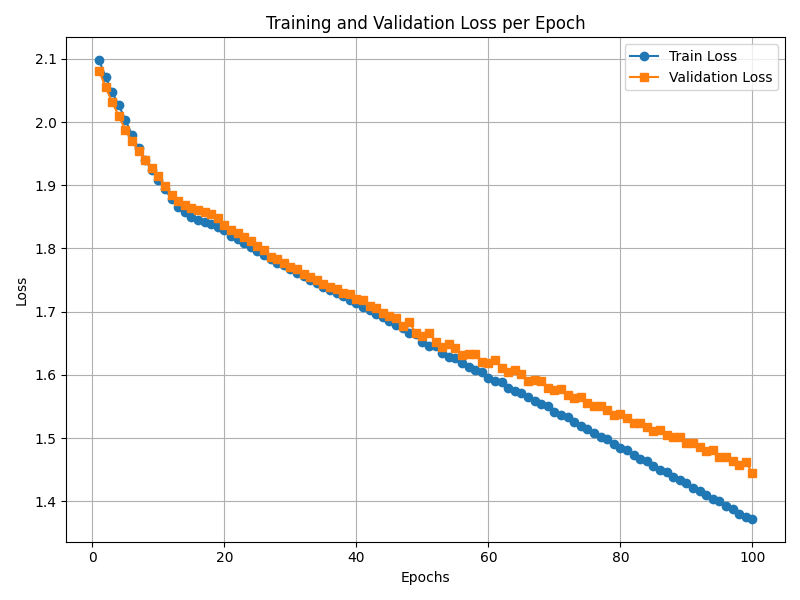 Training and Validation Loss per Epoch
Train Loss
Validation Loss
2.1
2.0
1.9
1.8
1.7
1.6
1.5
1.4
Loss
0 20 40 60 80 100
Epochs